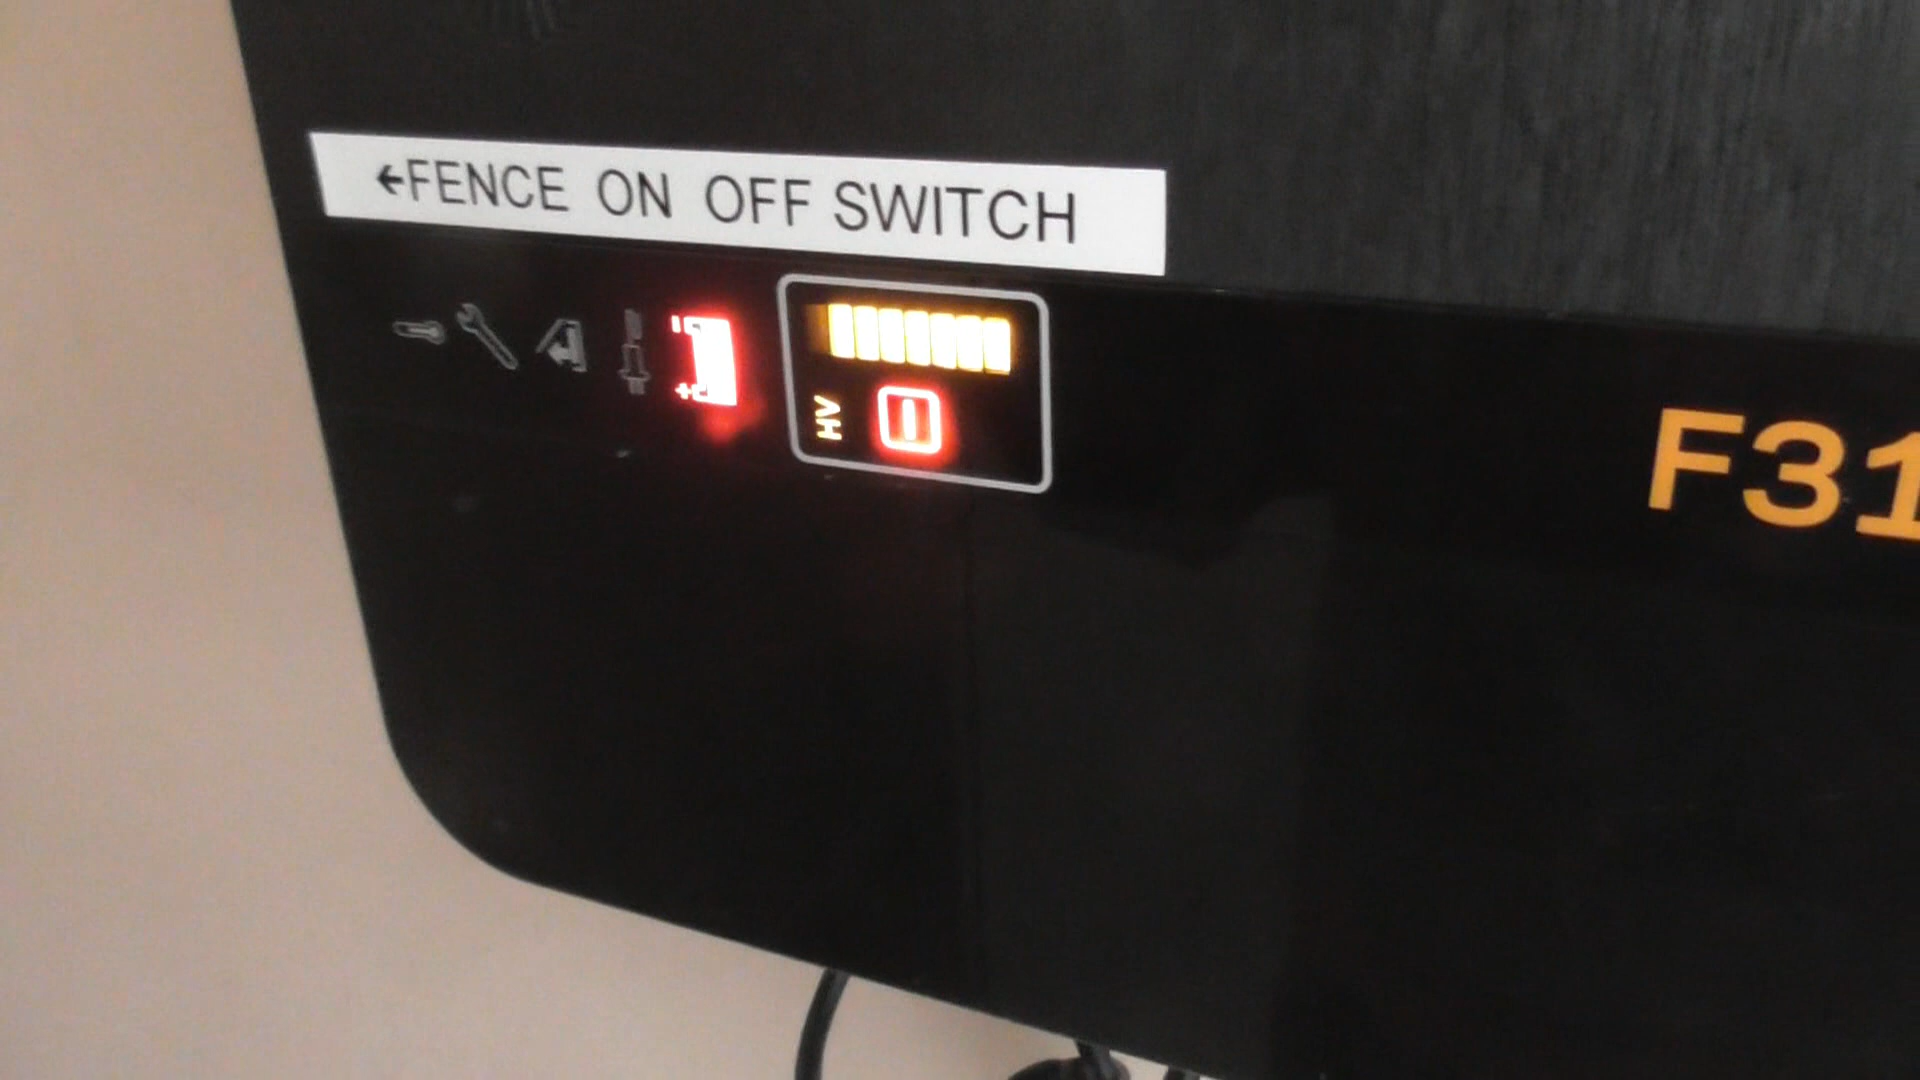 ←FENCE ON OFF SWITCH
HV
F31